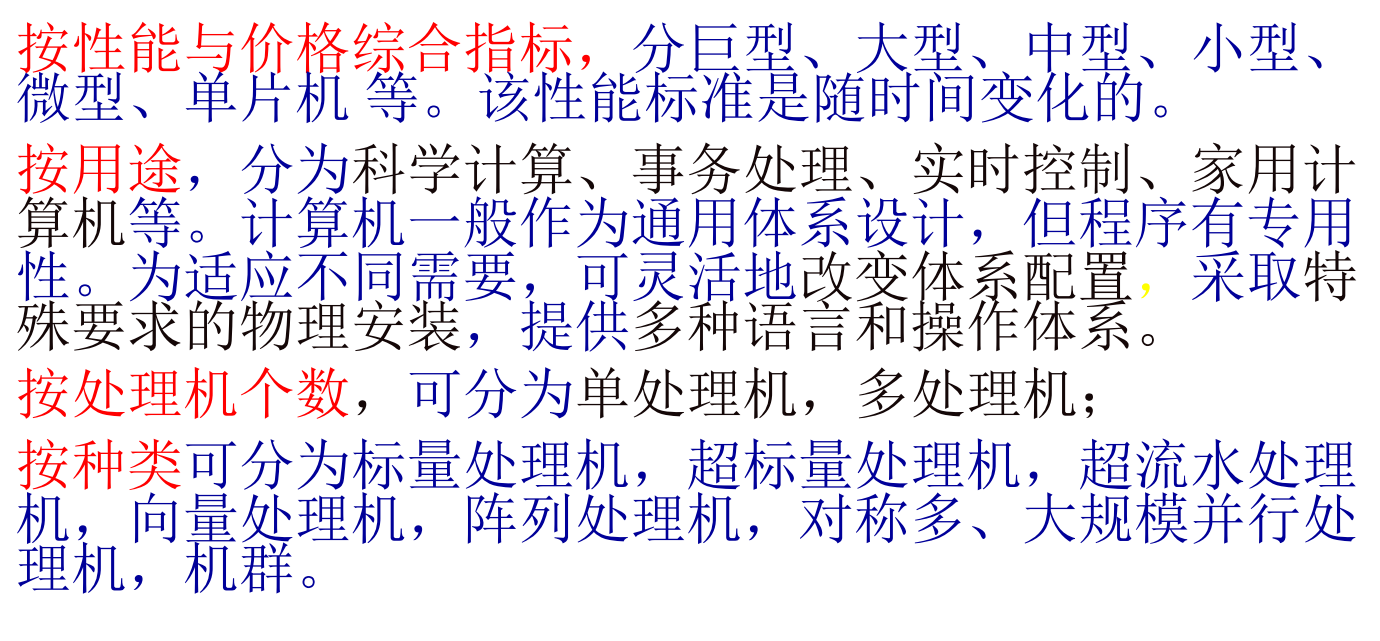 按性能与价格综合指标，分巨型、大型、中型、小型、
微型、单片机 等。该性能标准是随时间变化的。
按用途，分为科学计算、事务处理、实时控制、家用计
算机等。计算机一般作为通用体系设计，但程序有专用
性。为适应不同需要，可灵活地改变体系配置，采取特
殊要求的物理安装，提供多种语言和操作体系。
按处理机个数，可分为单处理机，多处理机；
按种类可分为标量处理机，超标量处理机，超流水处理
机，向量处理机，阵列处理机，对称多、大规模并行处
理机，机群。